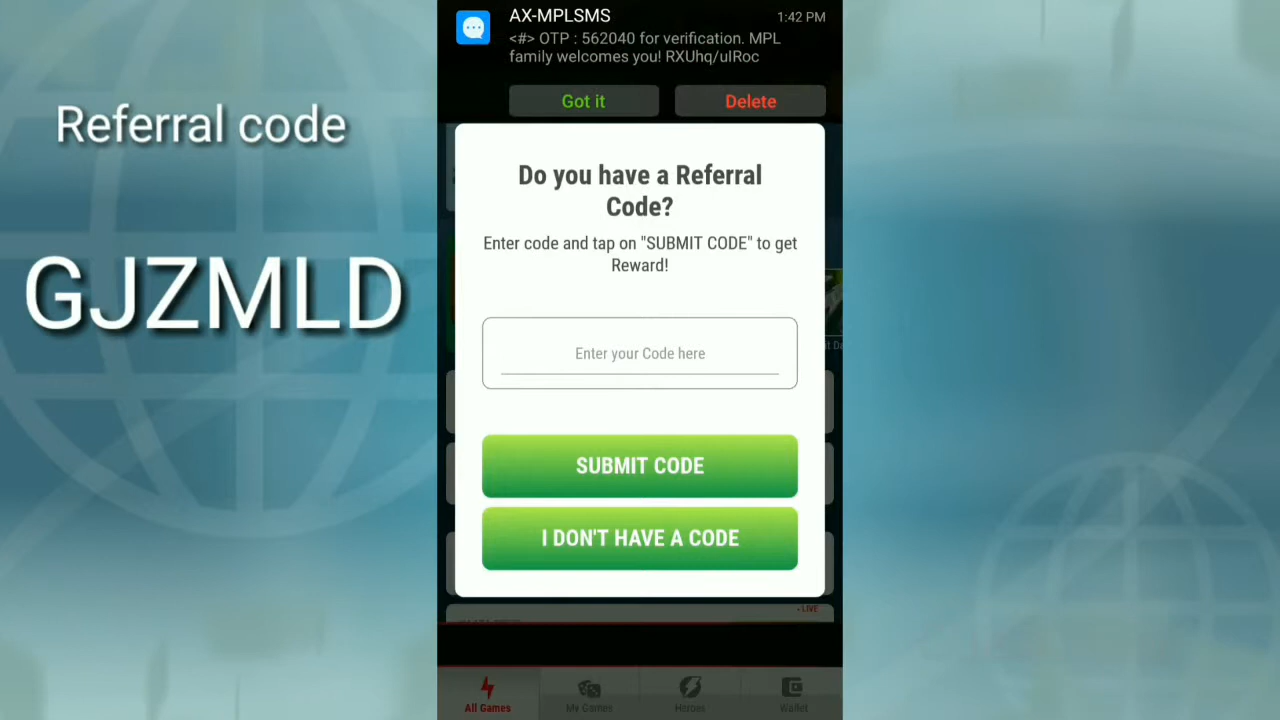 Referral code
GJZMLD
AX-MPLSMS
1:42 PM
<#> OTP : 562040 for verification. MPL
family welcomes you! RXUhq/uIRoc
Got it
Delete
Do you have a Referral
Code?
Enter code and tap on "SUBMIT CODE" to get
Reward!
Enter your Code here
SUBMIT CODE
I DON'T HAVE A CODE
LIVE
All Games
My Games
Heroes
Wallet